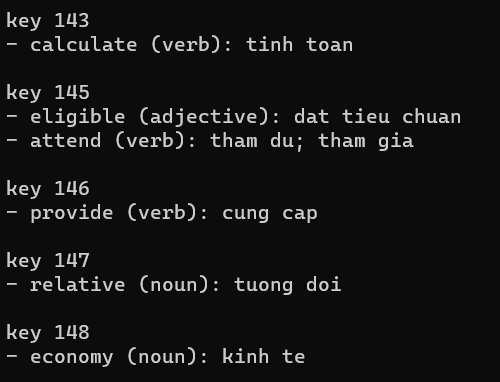 key 143
- calculate (verb): tinh toan
key 145
- eligible (adjective): dat tieu chuan
- attend (verb): tham du; tham gia
key 146
- provide (verb): cung cap
key 147
- relative (noun): tuong doi
key 148
- economy (noun): kinh te